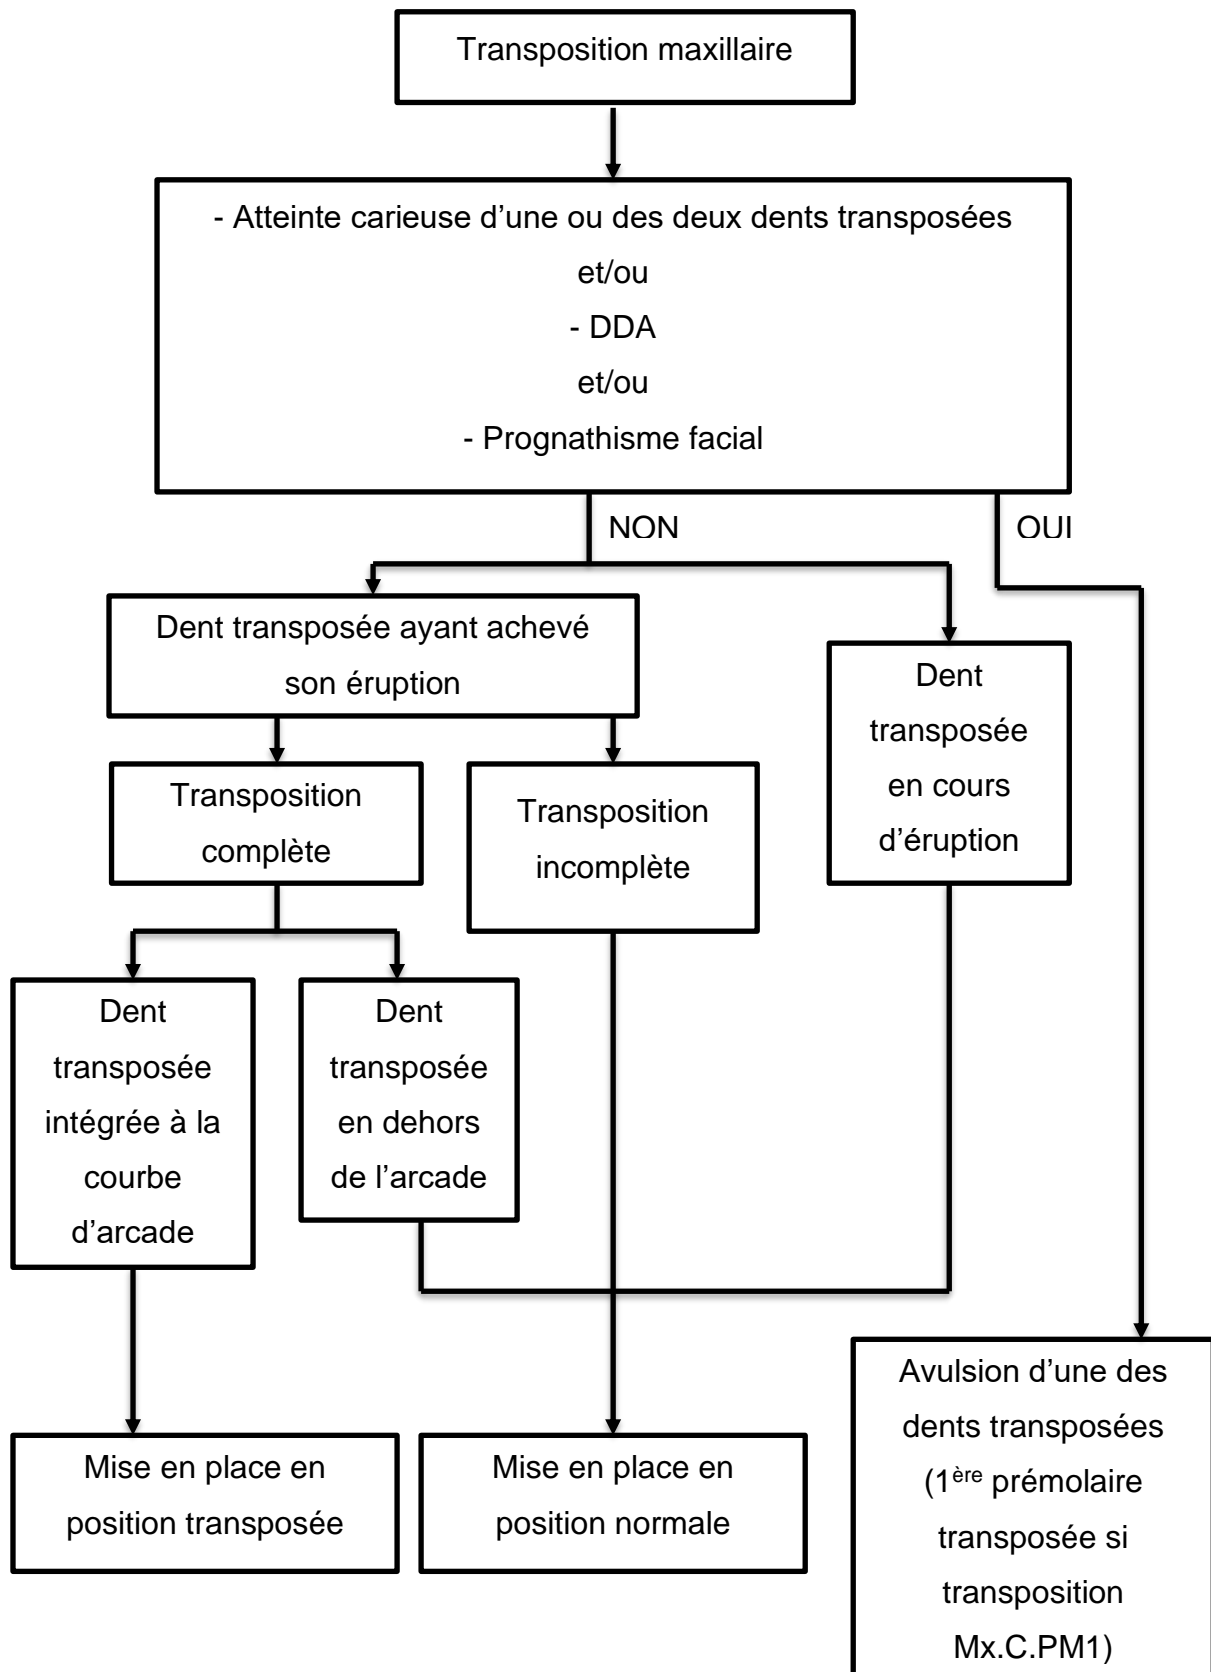 Transposition maxillaire
- Atteinte carieuse d’une ou des deux dents transposées
et/ou
- DDA
et/ou
- Prognathisme facial
NON
OUI
Dent transposée ayant achevé
son éruption
Dent
transposée
en cours
d’éruption
Transposition
complète
Transposition
incomplète
Dent
transposée
intégrée à la
courbe
d’arcade
Dent
transposée
en dehors
de l’arcade
Mise en place en
position transposée
Mise en place en
position normale
Avulsion d’une des
dents transposées
(1ère prémolaire
transposée si
transposition
Mx.C.PM1)